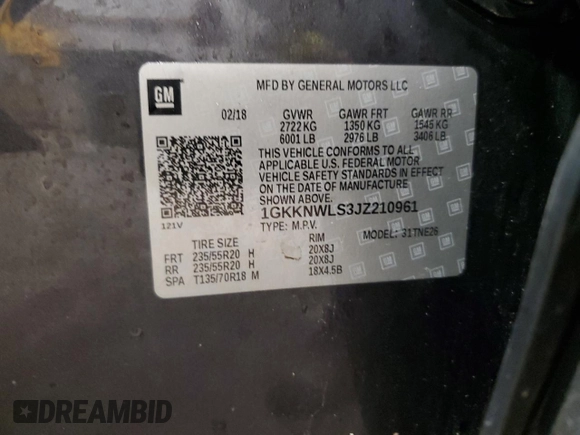 GM
MFD BY GENERAL MOTORS LLC
02/18 GVWR GAWR FRT GAWR RR
2722 KG 1350 KG 1545 KG
6001 LB 2976 LB 3408 LB
THIS VEHICLE CONFORMS TO ALL
APPLICABLE U.S. FEDERAL MOTOR
VEHICLE SAFETY STANDARDS IN EFFECT
ON THE DATE OF MANUFACTURE
SHOWN ABOVE.
1GKKNWLS3JZ210961
TYPE: M.P.V. MODEL: 31TNE26
121V
TIRE SIZE RIM
FRT 235/55R20 H 20X8J
RR 235/55R20 H 20X8J
SPA T135/70R18 M 18X4.5B
DREAMBID